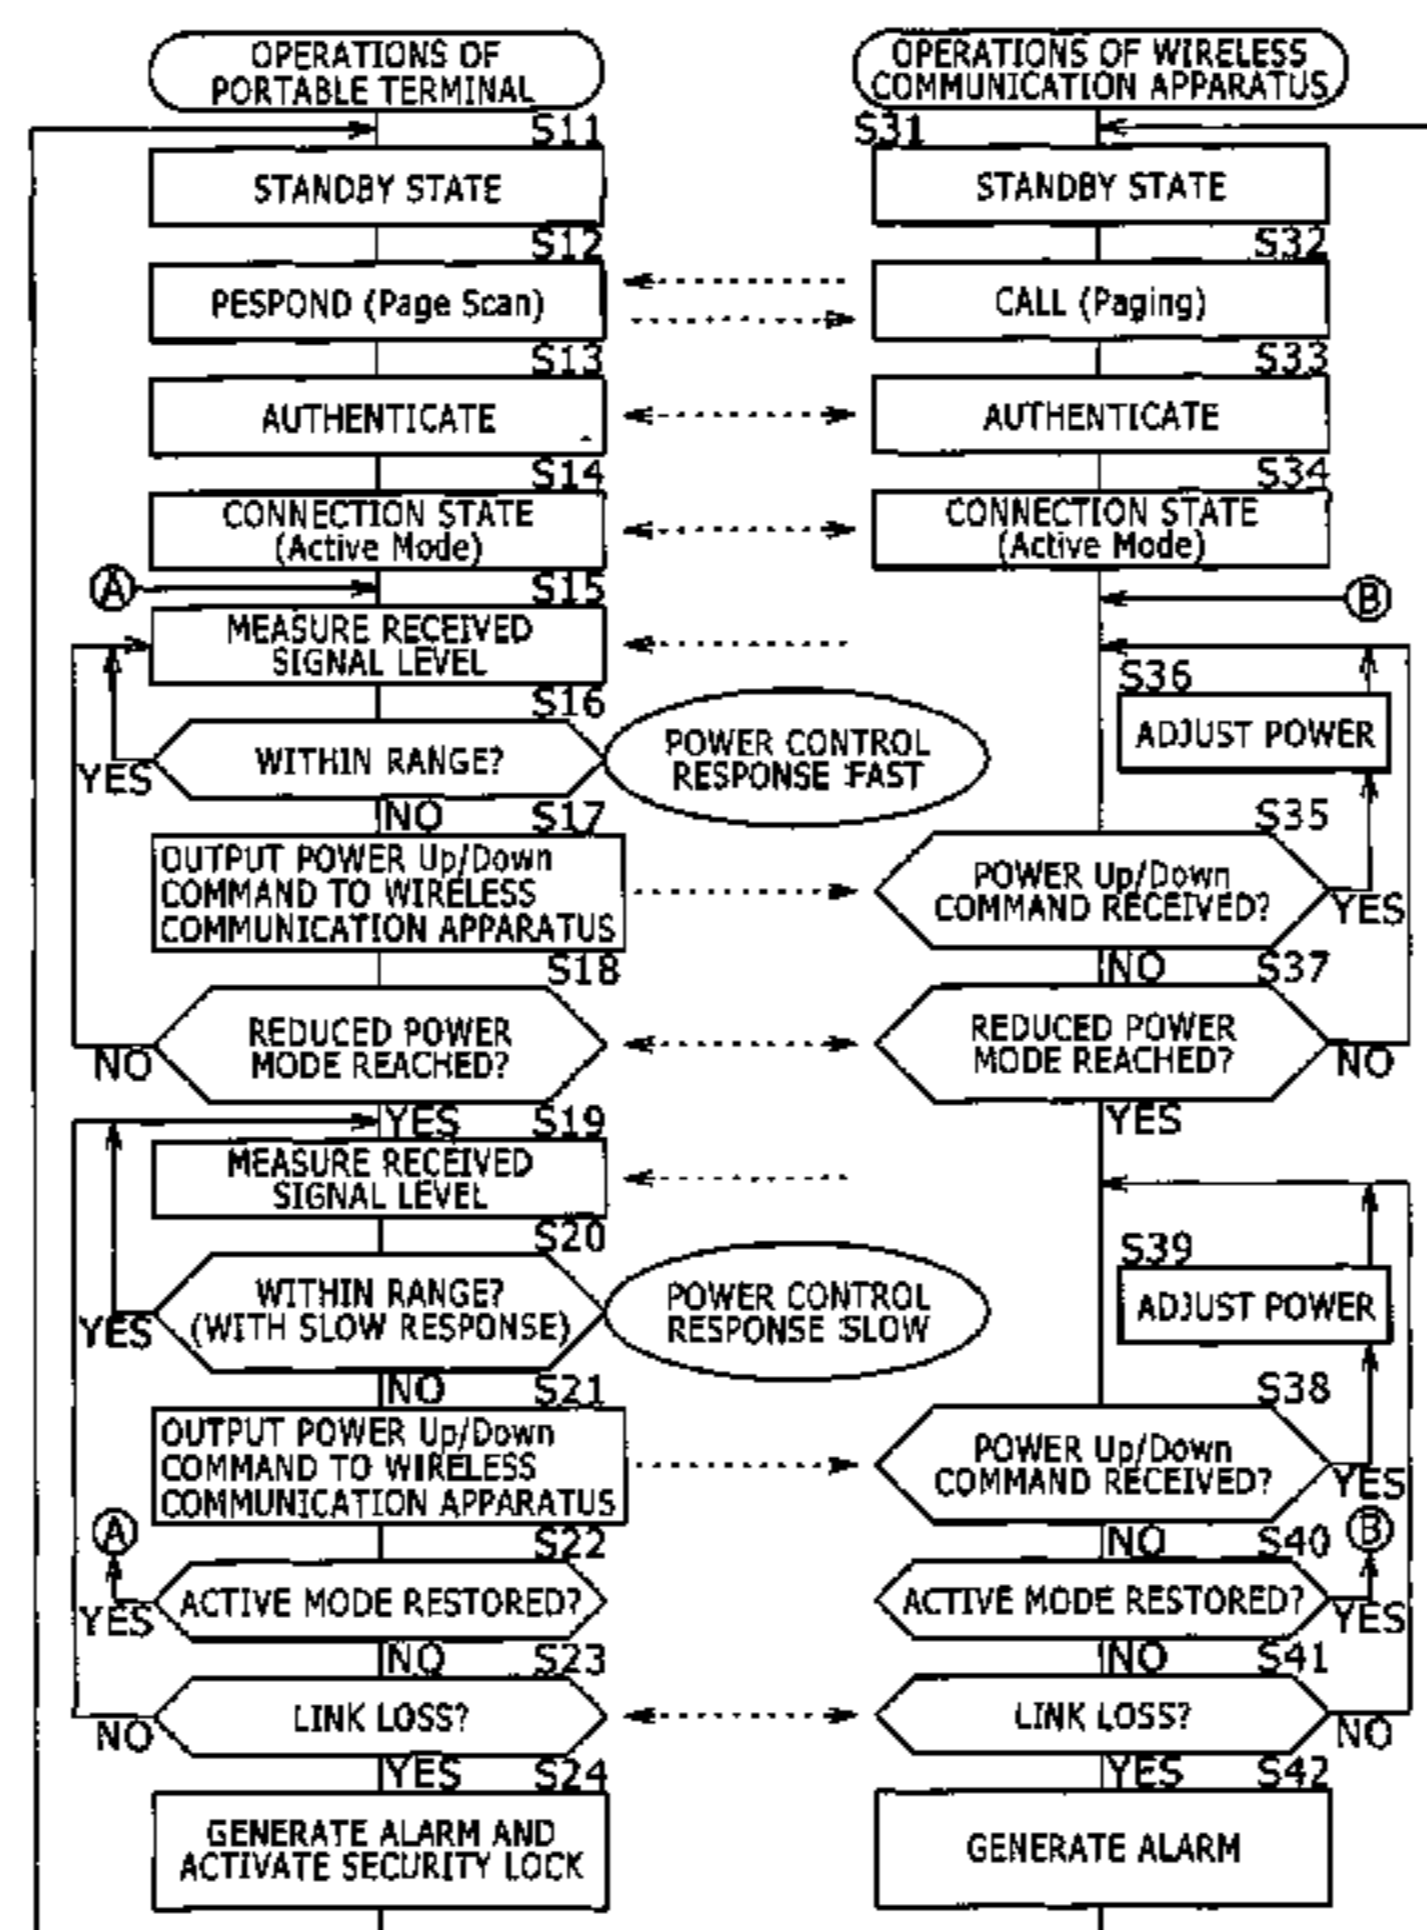 OPERATIONS OF
PORTABLE TERMINAL
S11
STANDBY STATE
S12
PESPOND (Page Scan)
S13
AUTHENTICATE
S14
CONNECTION STATE
(Active Mode)
A
S15
MEASURE RECEIVED
SIGNAL LEVEL
S16
WITHIN RANGE?
YES
NO
POWER CONTROL
RESPONSE :FAST
S17
OUTPUT POWER Up/Down
COMMAND TO WIRELESS
COMMUNICATION APPARATUS
S18
REDUCED POWER
MODE REACHED?
NO
YES
S19
MEASURE RECEIVED
SIGNAL LEVEL
S20
WITHIN RANGE?
(WITH SLOW RESPONSE)
YES
NO
POWER CONTROL
RESPONSE :SLOW
S21
OUTPUT POWER Up/Down
COMMAND TO WIRELESS
COMMUNICATION APPARATUS
A
S22
ACTIVE MODE RESTORED?
YES
NO
S23
LINK LOSS?
NO
YES
S24
GENERATE ALARM AND
ACTIVATE SECURITY LOCK
OPERATIONS OF WIRELESS
COMMUNICATION APPARATUS
S31
STANDBY STATE
S32
CALL (Paging)
S33
AUTHENTICATE
S34
CONNECTION STATE
(Active Mode)
B
S36
ADJUST POWER
S35
POWER Up/Down
COMMAND RECEIVED?
YES
NO
S37
REDUCED POWER
MODE REACHED?
NO
YES
S39
ADJUST POWER
S38
POWER Up/Down
COMMAND RECEIVED?
YES
NO
S40
B
ACTIVE MODE RESTORED?
YES
NO
S41
LINK LOSS?
NO
YES
S42
GENERATE ALARM